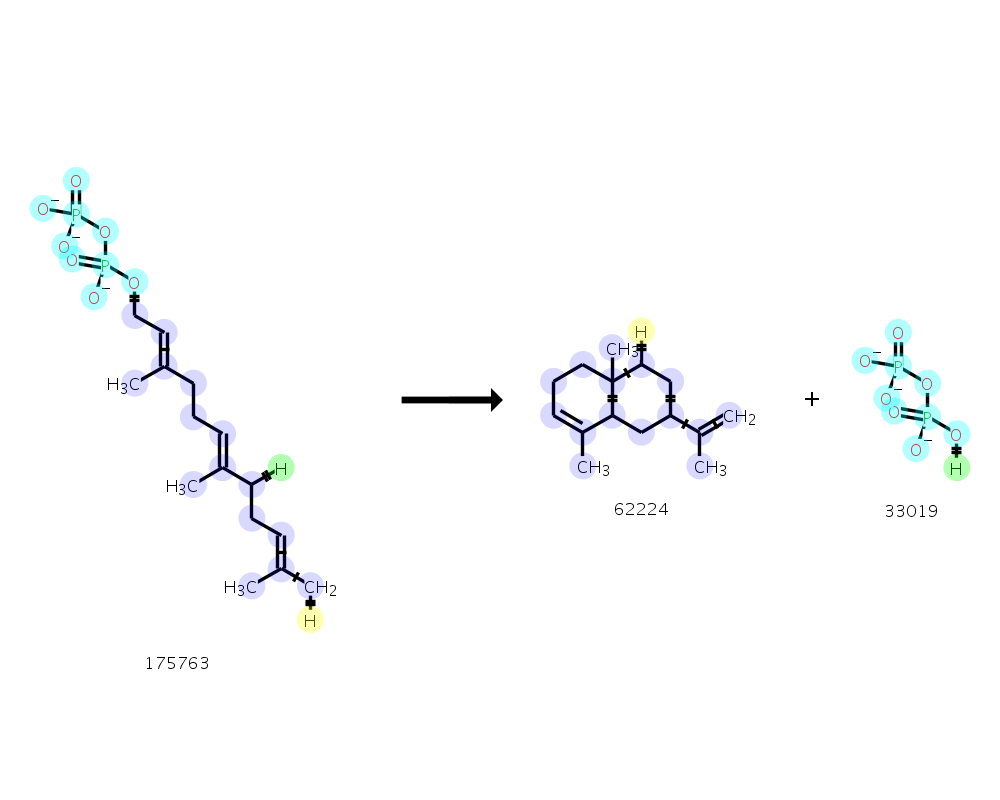 O
O⁻ P O
O⁻
O P O
O⁻
H₃C
H₃C H
H₃C CH₂
H
175763
H
CH₃
CH₂
CH₃ CH₃
62224
+
O
O⁻ P O
O⁻
O P O
O⁻
H
33019